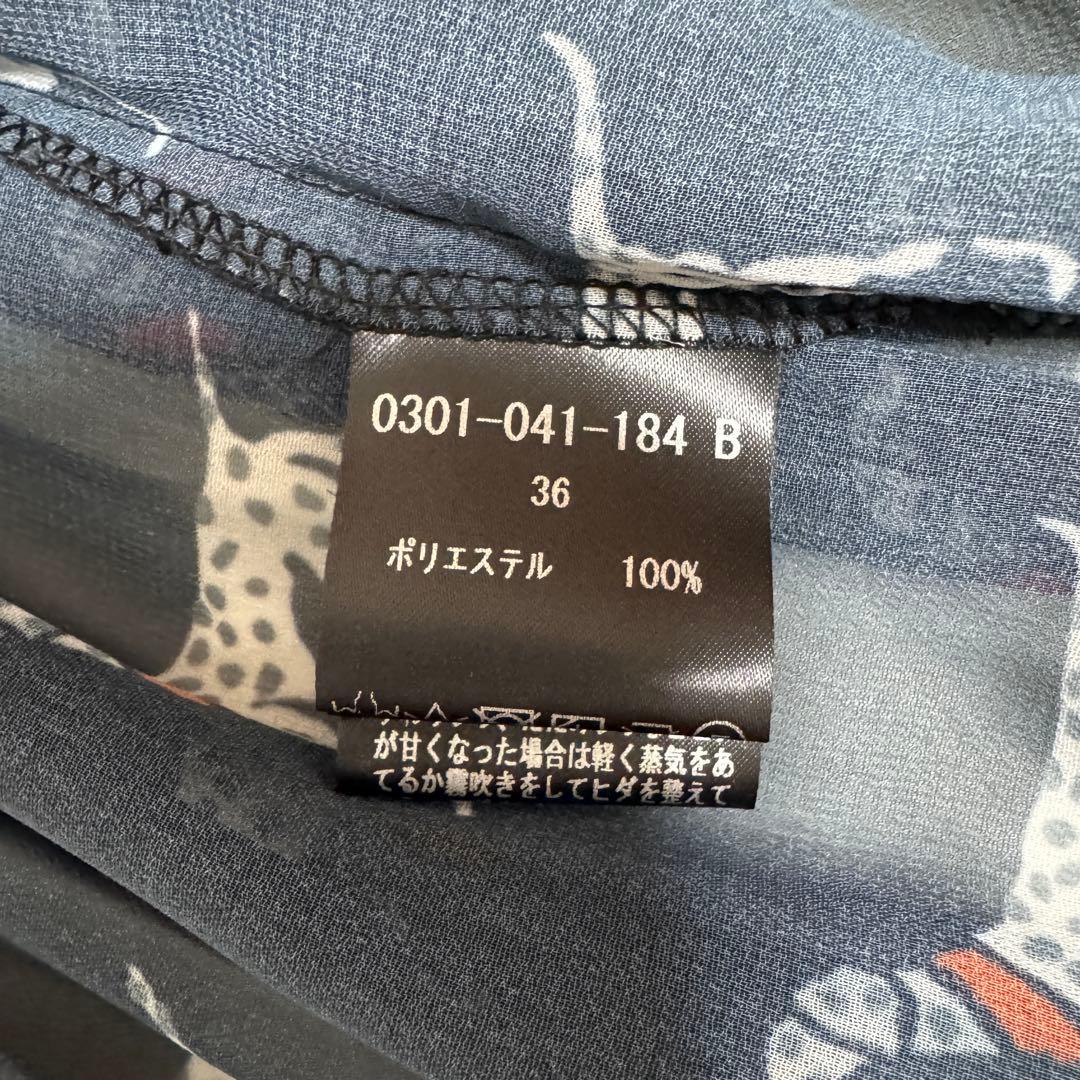 0301-041-184 B
36
ポリエステル 100%
が甘くなった場合は軽く蒸気をあ
てるか霧吹きをしてヒダを整えて